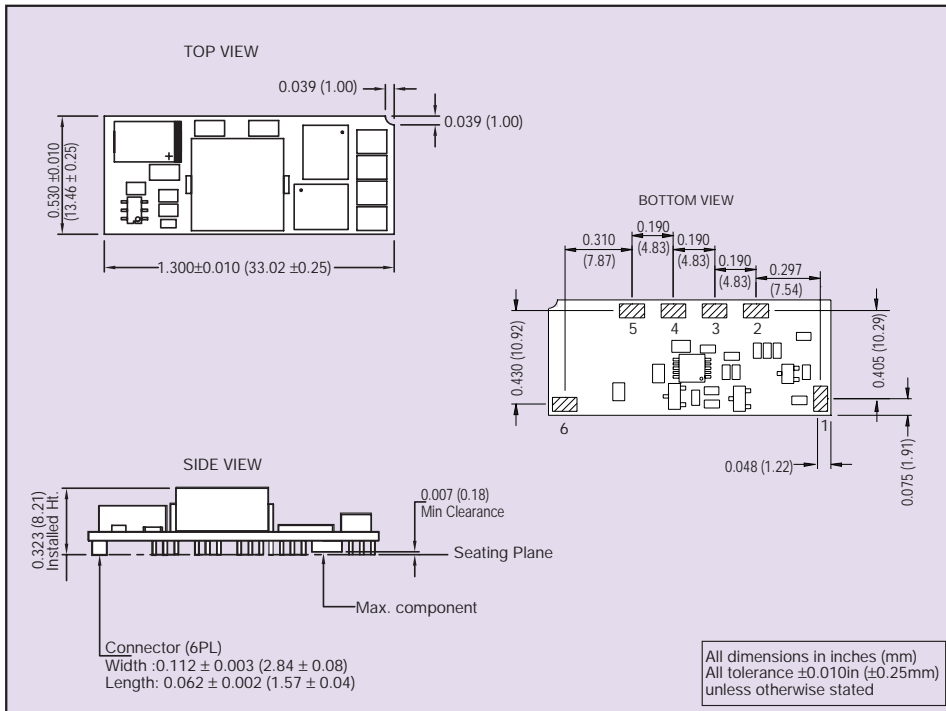 TOP VIEW
0.039 (1.00)
0.039 (1.00)
0.530 ±0.010
(13.46 ± 0.25)
+
1.300±0.010 (33.02 ±0.25)
BOTTOM VIEW
0.310
(7.87)
0.190
(4.83)
0.190
(4.83)
0.190
(4.83)
0.297
(7.54)
5
4
3
2
0.430 (10.92)
0.405 (10.29)
6
1
0.048 (1.22)
0.075 (1.91)
SIDE VIEW
0.323 (8.21)
Installed Ht.
0.007 (0.18)
Min Clearance
Seating Plane
Max. component
Connector (6PL)
Width :0.112 ± 0.003 (2.84 ± 0.08)
Length: 0.062 ± 0.002 (1.57 ± 0.04)
All dimensions in inches (mm)
All tolerance ±0.010in (±0.25mm)
unless otherwise stated